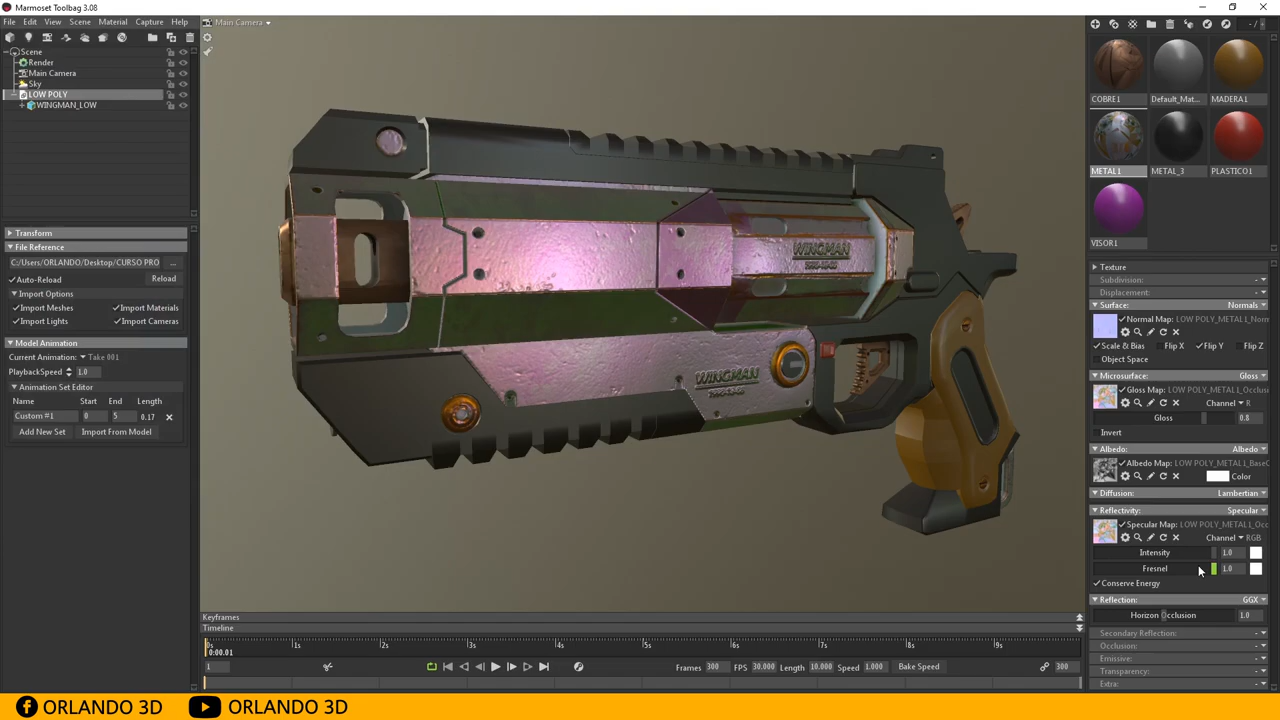 Marmoset Toolbag 3.08
File Edit View Scene Material Capture Help
Main Camera
Scene
Render
Main Camera
Sky
LOW POLY
WINGMAN_LOW
Transform
File Reference
C:/Users/ORLANDO/Desktop/CURSO PRO ...
Auto-Reload Reload
Import Options
Import Meshes Import Materials
Import Lights Import Cameras
Model Animation
Current Animation: Take 001
PlaybackSpeed 1.0
Animation Set Editor
Name Start End Length
Custom #1 0 5 0.17
Add New Set Import From Model
WINGMAN
WINGMAN
COBRE1 Default_Mat... MADERA1
METAL1 METAL_3 PLASTICO1
VISOR1
Texture
Subdivision:
Displacement:
Surface: Normals
Normal Map: LOW POLY_METAL1_Norm
Scale & Bias Flip X Flip Y Flip Z
Object Space
Microsurface: Gloss
Gloss Map: LOW POLY_METAL1_Occlusi
Channel R
Gloss 0.8
Invert
Albedo: Albedo
Albedo Map: LOW POLY_METAL1_BaseC
Color
Diffusion: Lambertian
Reflectivity: Specular
Specular Map: LOW POLY_METAL1_Occ
Channel RGB
Intensity 1.0
Fresnel 1.0
Conserve Energy
Reflection: GGX
Horizon Occlusion 1.0
Secondary Reflection:
Occlusion:
Emissive:
Transparency:
Extra:
Keyframes
Timeline
0s 1s 2s 3s 4s 5s 6s 7s 8s 9s
0:00.01
1 Frames 300 FPS 30.000 Length 10.000 Speed 1.000 Bake Speed 300
ORLANDO 3D ORLANDO 3D